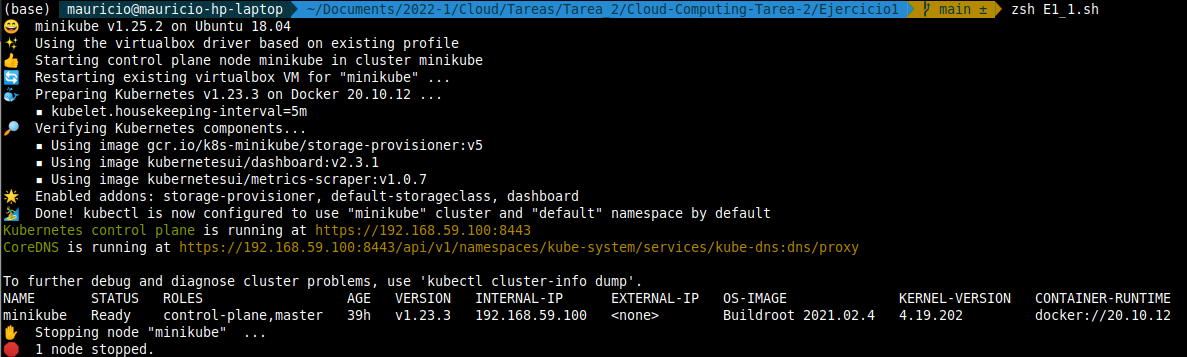 (base) mauricio@mauricio-hp-laptop ~/Documents/2022-1/Cloud/Tareas/Tarea_2/Cloud-Computing-Tarea-2/Ejercicio1 main ± zsh E1_1.sh
😄 minikube v1.25.2 on Ubuntu 18.04
✨ Using the virtualbox driver based on existing profile
👍 Starting control plane node minikube in cluster minikube
🔄 Restarting existing virtualbox VM for "minikube" ...
🐳 Preparing Kubernetes v1.23.3 on Docker 20.10.12 ...
▪ kubelet.housekeeping-interval=5m
🔎 Verifying Kubernetes components...
▪ Using image gcr.io/k8s-minikube/storage-provisioner:v5
▪ Using image kubernetesui/dashboard:v2.3.1
▪ Using image kubernetesui/metrics-scraper:v1.0.7
🌟 Enabled addons: storage-provisioner, default-storageclass, dashboard
🏄 Done! kubectl is now configured to use "minikube" cluster and "default" namespace by default
Kubernetes control plane is running at https://192.168.59.100:8443
CoreDNS is running at https://192.168.59.100:8443/api/v1/namespaces/kube-system/services/kube-dns:dns/proxy
To further debug and diagnose cluster problems, use 'kubectl cluster-info dump'.
NAME STATUS ROLES AGE VERSION INTERNAL-IP EXTERNAL-IP OS-IMAGE KERNEL-VERSION CONTAINER-RUNTIME
minikube Ready control-plane,master 39h v1.23.3 192.168.59.100 <none> Buildroot 2021.02.4 4.19.202 docker://20.10.12
✋ Stopping node "minikube" ...
🛑 1 node stopped.